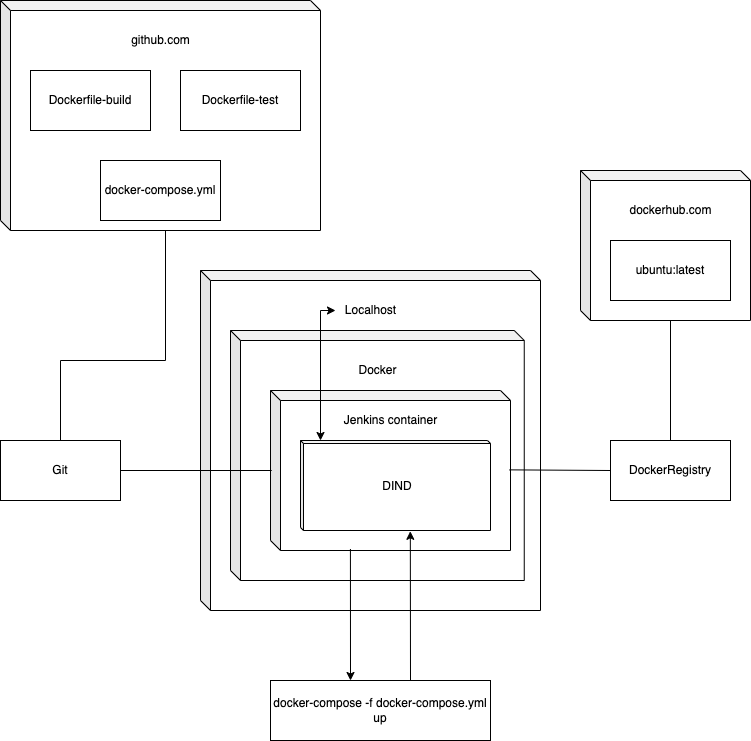 github.com
Dockerfile-build
Dockerfile-test
docker-compose.yml
dockerhub.com
ubuntu:latest
Localhost
Docker
Jenkins container
Git
DIND
DockerRegistry
docker-compose -f docker-compose.yml
up